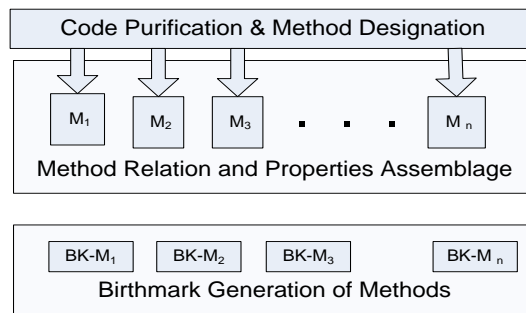 Code Purification & Method Designation
M₁ M₂ M₃ . . . M n
Method Relation and Properties Assemblage
BK-M₁ BK-M₂ BK-M₃ BK-M n
Birthmark Generation of Methods